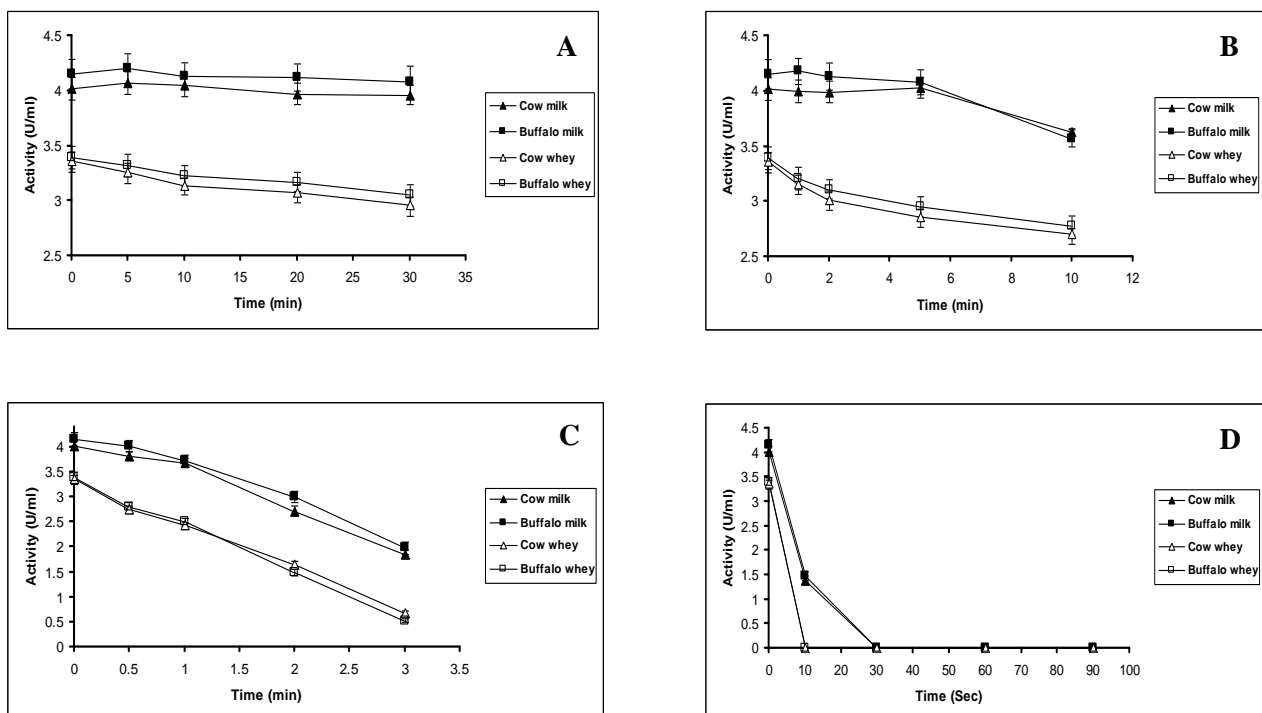 A
Activity (U/ml)
4.5
4
3.5
3
2.5
0 5 10 15 20 25 30 35
Time (min)
Cow milk
Buffalo milk
Cow whey
Buffalo whey
B
Activity (U/ml)
4.5
4
3.5
3
2.5
0 2 4 6 8 10 12
Time (min)
Cow milk
Buffalo milk
Cow whey
Buffalo whey
C
Activity (U/ml)
4
3.5
3
2.5
2
1.5
1
0.5
0
0 0.5 1 1.5 2 2.5 3 3.5
Time (min)
Cow milk
Buffalo milk
Cow whey
Buffalo whey
D
Activity (U/ml)
4.5
4
3.5
3
2.5
2
1.5
1
0.5
0
0 10 20 30 40 50 60 70 80 90 100
Time (Sec)
Cow milk
Buffalo milk
Cow whey
Buffalo whey